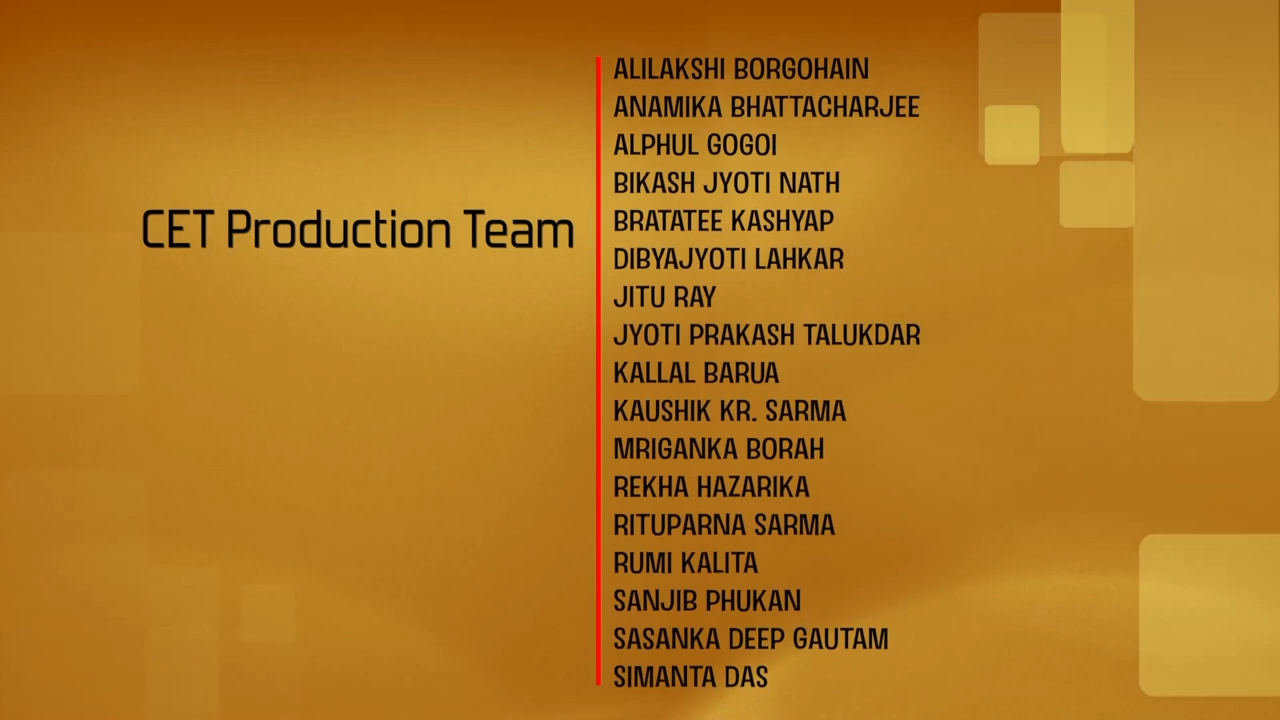 CET Production Team
ALILAKSHI BORGOHAIN
ANAMIKA BHATTACHARJEE
ALPHUL GOGOI
BIKASH JYOTI NATH
BRATATEE KASHYAP
DIBYAJYOTI LAHKAR
JITU RAY
JYOTI PRAKASH TALUKDAR
KALLAL BARUA
KAUSHIK KR. SARMA
MRIGANKA BORAH
REKHA HAZARIKA
RITUPARNA SARMA
RUMI KALITA
SANJIB PHUKAN
SASANKA DEEP GAUTAM
SIMANTA DAS